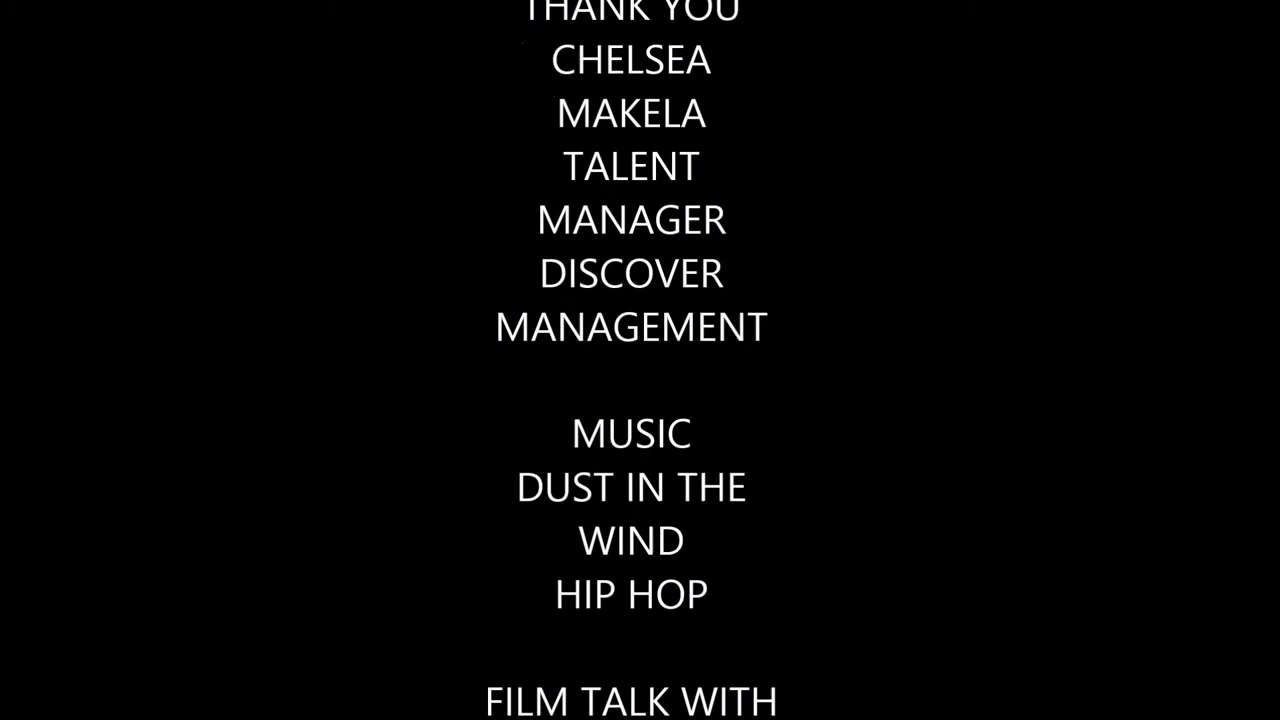 THANK YOU
CHELSEA
MAKELA
TALENT
MANAGER
DISCOVER
MANAGEMENT
MUSIC
DUST IN THE
WIND
HIP HOP
FILM TALK WITH